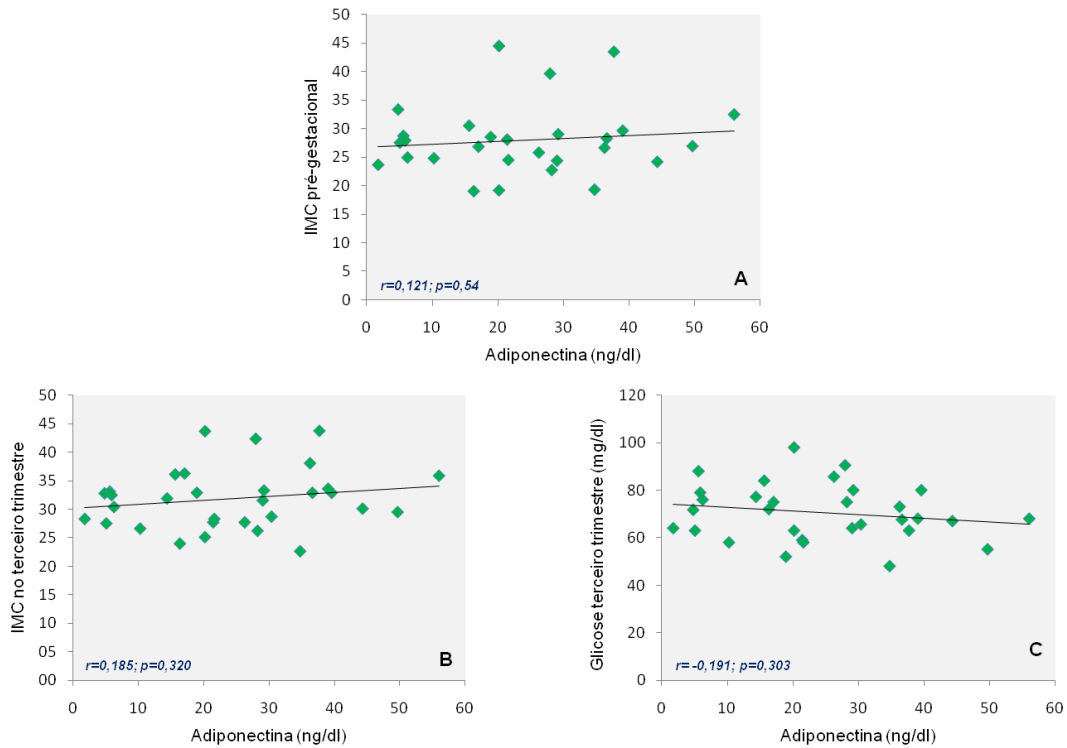 50
45
40
35
30
25
20
15
10
5
0
IMC pré-gestacional
r=0,121; p=0,54
A
0 10 20 30 40 50 60
Adiponectina (ng/dl)
50
45
40
35
30
25
20
15
10
05
00
IMC no terceiro trimestre
r=0,185; p=0,320
B
0 10 20 30 40 50 60
Adiponectina (ng/dl)
120
100
80
60
40
20
0
Glicose terceiro trimestre (mg/dl)
r= -0,191; p=0,303
C
0 10 20 30 40 50 60
Adiponectina (ng/dl)